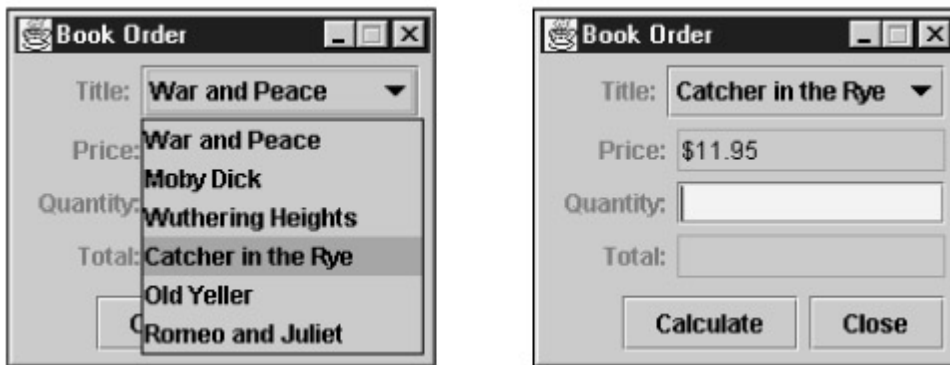 Book Order
Title: War and Peace
War and Peace
Price:
Moby Dick
Quantity:
Wuthering Heights
Total:
Catcher in the Rye
Old Yeller
Romeo and Juliet
Book Order
Title: Catcher in the Rye
Price: $11.95
Quantity:
Total:
Calculate Close